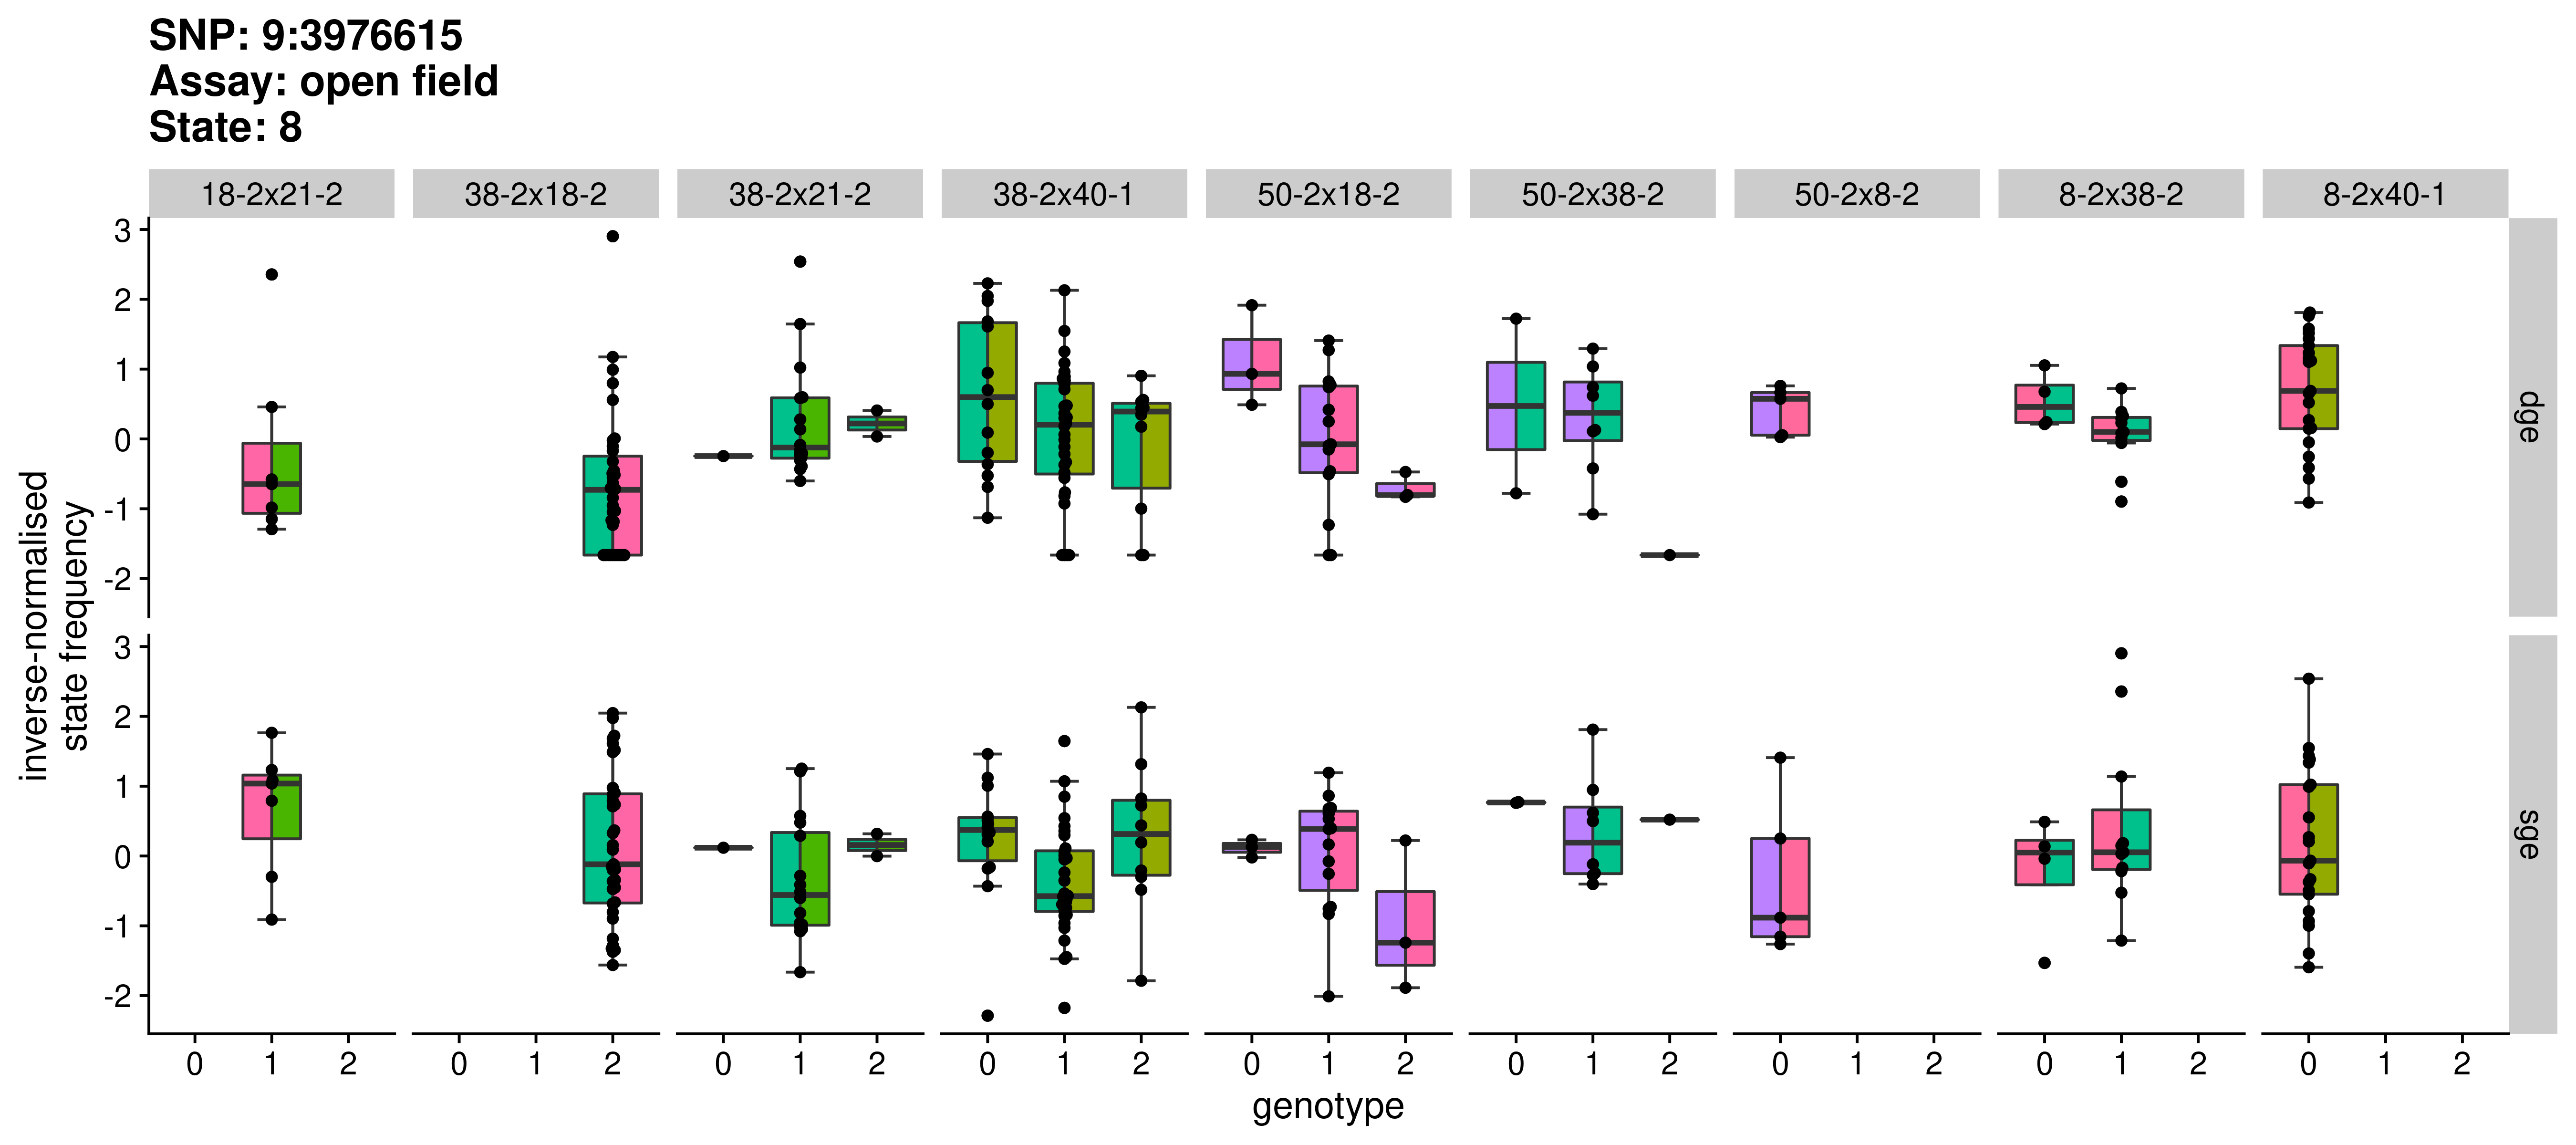 SNP: 9:3976615
Assay: open field
State: 8
18-2x21-2 38-2x18-2 38-2x21-2 38-2x40-1 50-2x18-2 50-2x38-2 50-2x8-2 8-2x38-2 8-2x40-1
3
2
1
0
-1
-2
dge
3
2
1
0
-1
-2
sge
inverse-normalised
state frequency
0 1 2 0 1 2 0 1 2 0 1 2 0 1 2 0 1 2 0 1 2 0 1 2 0 1 2
genotype